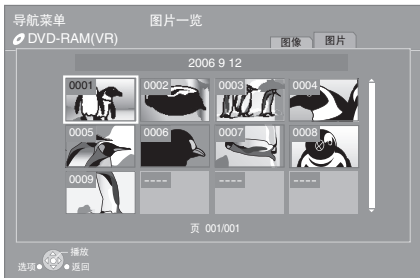 导航菜单 图片一览
DVD-RAM(VR)
图像 图片
2006 9 12
0001 0002 0003 0004
0005 0006 0007 0008
0009 ---- ---- ----
页 001/001
播放
选项 返回